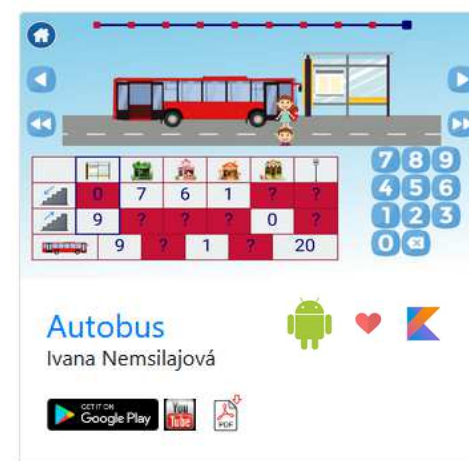 7 8 9
0 7 6 1 ? ? 4 5 6
9 ? ? ? 0 ? 1 2 3
9 ? 1 ? 20 0
Autobus
Ivana Nemsilajová
GET IT ON
Google Play
You
Tube
PDF